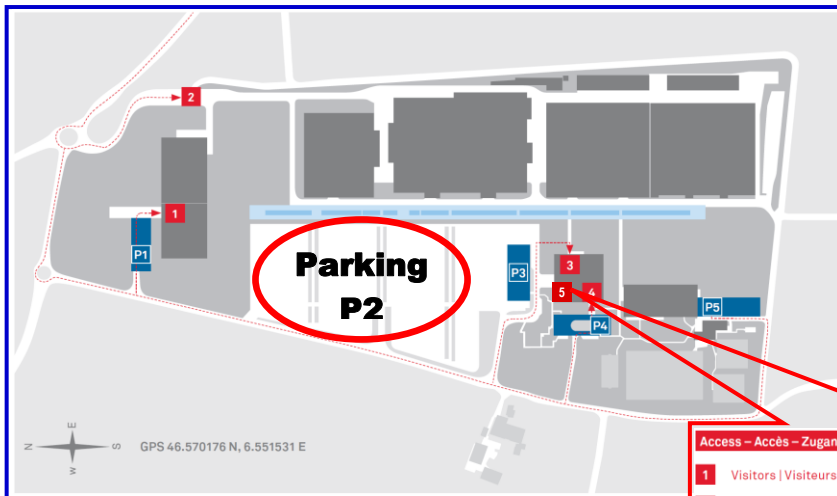 2
1
P1
Parking
P2
P3
3
5
4
P4
P5
E
N
S
W
GPS 46.570176 N, 6.551531 E
Access – Accès – Zugan
1 Visitors | Visiteurs